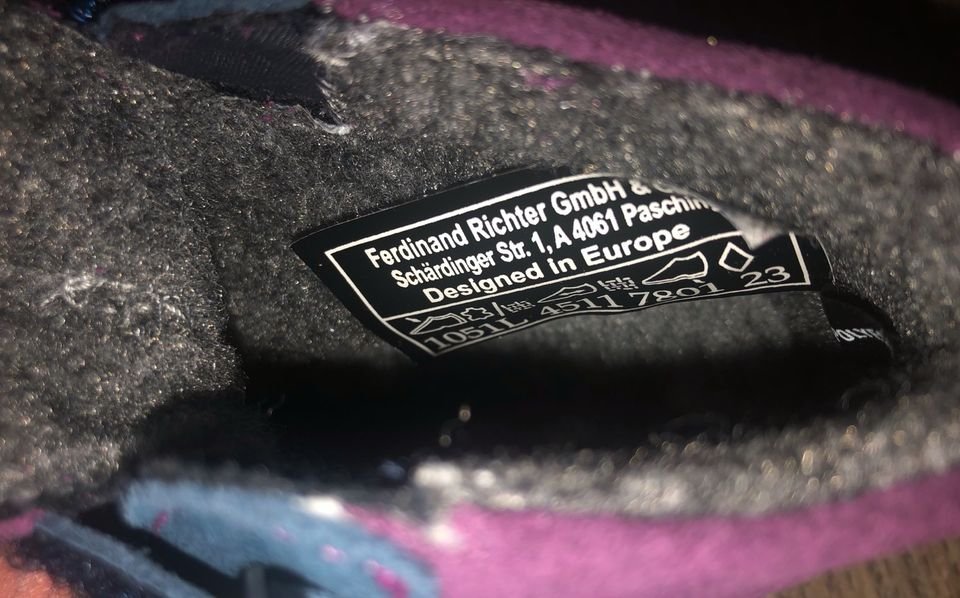 Ferdinand Richter GmbH &
Schärdinger Str. 1, A 4061 Pasching
Designed in Europe
1051L 4511 7801 23